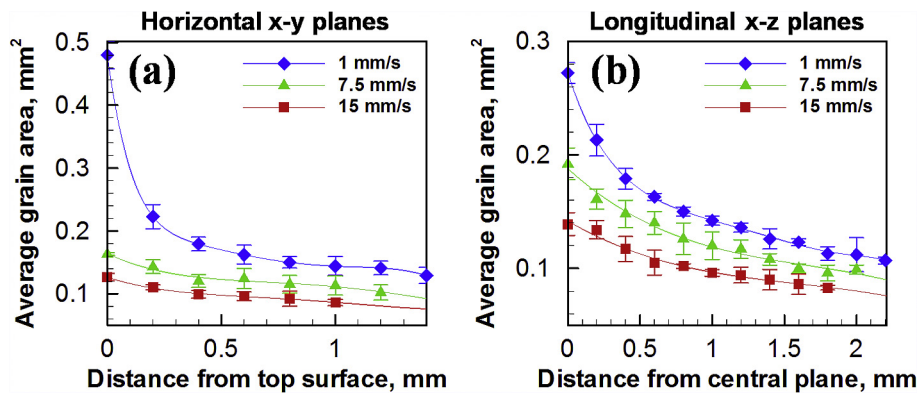 Horizontal x-y planes
(a)
1 mm/s
7.5 mm/s
15 mm/s
Average grain area, mm²
0.5
0.4
0.3
0.2
0.1
0
0.5
1
Distance from top surface, mm
Longitudinal x-z planes
(b)
1 mm/s
7.5 mm/s
15 mm/s
Average grain area, mm²
0.3
0.2
0.1
0
0.5
1
1.5
2
Distance from central plane, mm